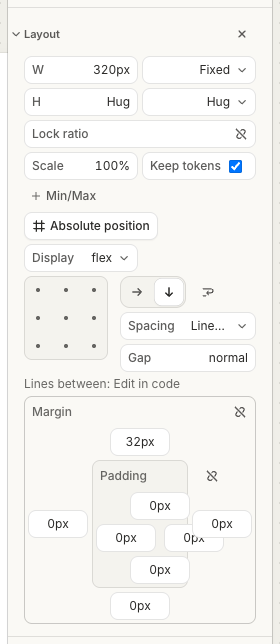 Layout
W 320px Fixed
H Hug Hug
Lock ratio
Scale 100% Keep tokens
+ Min/Max
Absolute position
Display flex
Spacing Line...
Gap normal
Lines between: Edit in code
Margin
32px
Padding
0px
0px 0px
0px 0px
0px
0px